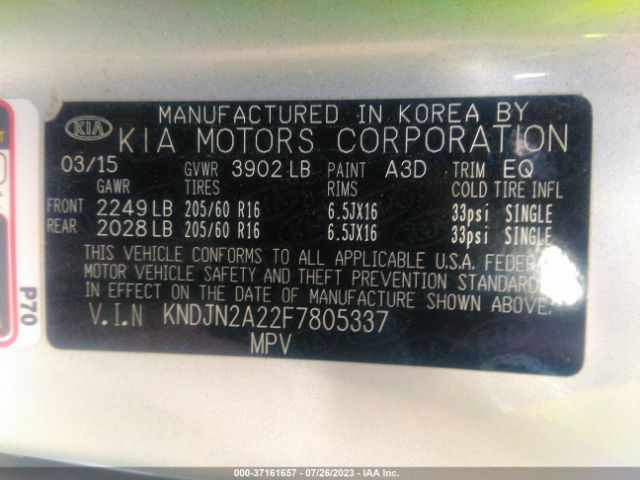 MANUFACTURED IN KOREA BY
KIA KIA MOTORS CORPORATION
03/15 GVWR 3902 LB PAINT A3D TRIM EQ
GAWR TIRES RIMS COLD TIRE INFL
FRONT 2249 LB 205/60 R16 6.5JX16 33psi SINGLE
REAR 2028 LB 205/60 R16 6.5JX16 33psi SINGLE
THIS VEHICLE CONFORMS TO ALL APPLICABLE U.S.A. FEDERAL
MOTOR VEHICLE SAFETY AND THEFT PREVENTION STANDARD
IN EFFECT ON THE DATE OF MANUFACTURE SHOWN ABOVE.
V.I.N KNDJN2A22F7805337
MPV
P70
000-37161657 / 07/26/2023 / IAA Inc.